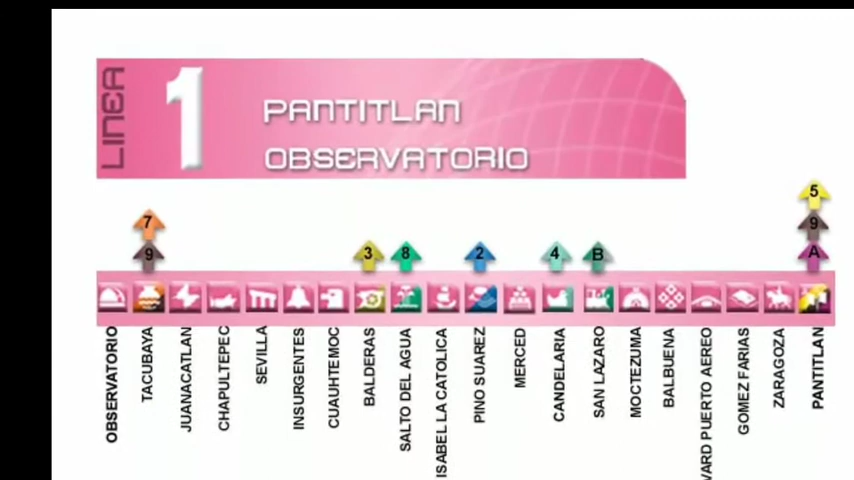 LINEA
1
PANTITLAN
OBSERVATORIO
7
9
3
8
2
4
B
5
9
A
OBSERVATORIO
TACUBAYA
JUANACATLAN
CHAPULTEPEC
SEVILLA
INSURGENTES
CUAUHTEMOC
BALDERAS
SALTO DEL AGUA
ISABEL LA CATOLICA
PINO SUAREZ
MERCED
CANDELARIA
SAN LAZARO
MOCTEZUMA
BALBUENA
VARD PUERTO AEREO
GOMEZ FARIAS
ZARAGOZA
PANTITLAN